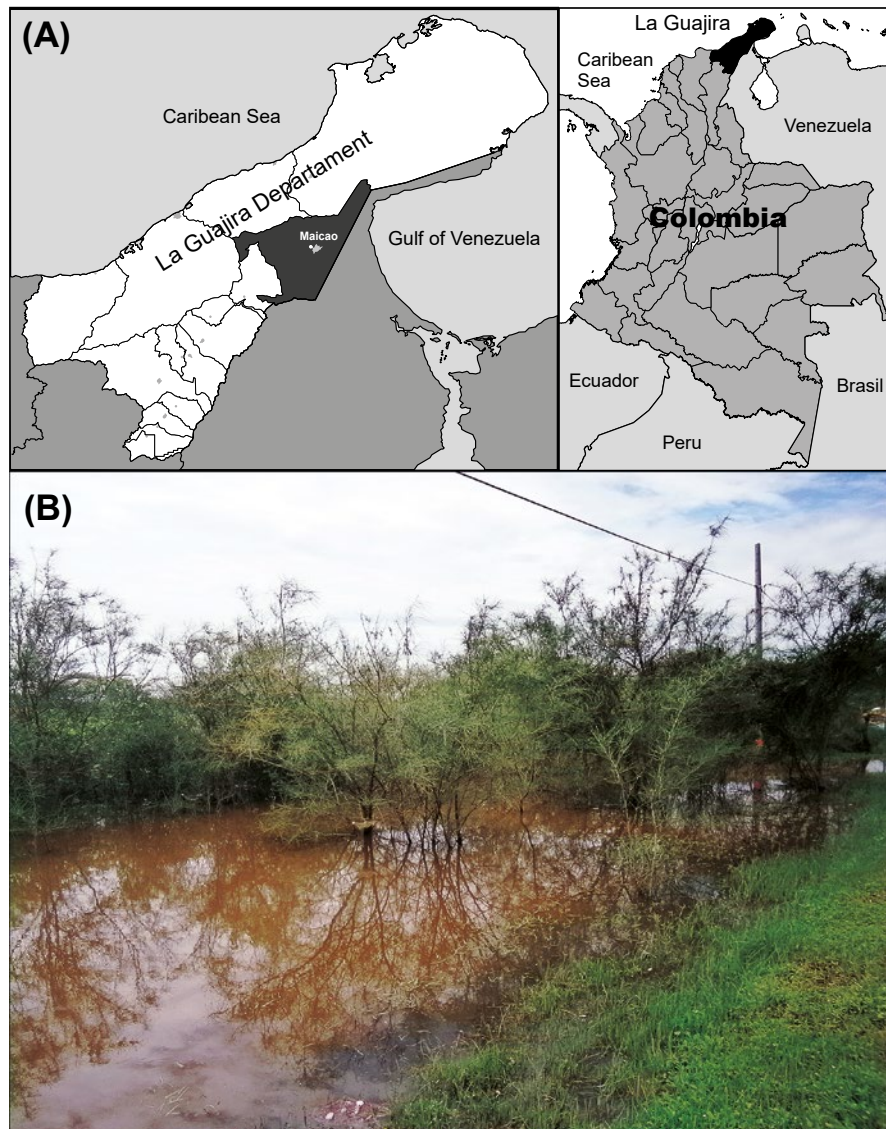 (A)
Caribean Sea
La Guajira Departament
Maicao
Gulf of Venezuela
La Guajira
Caribean
Sea
Venezuela
Colombia
Ecuador
Brasil
Peru
(B)